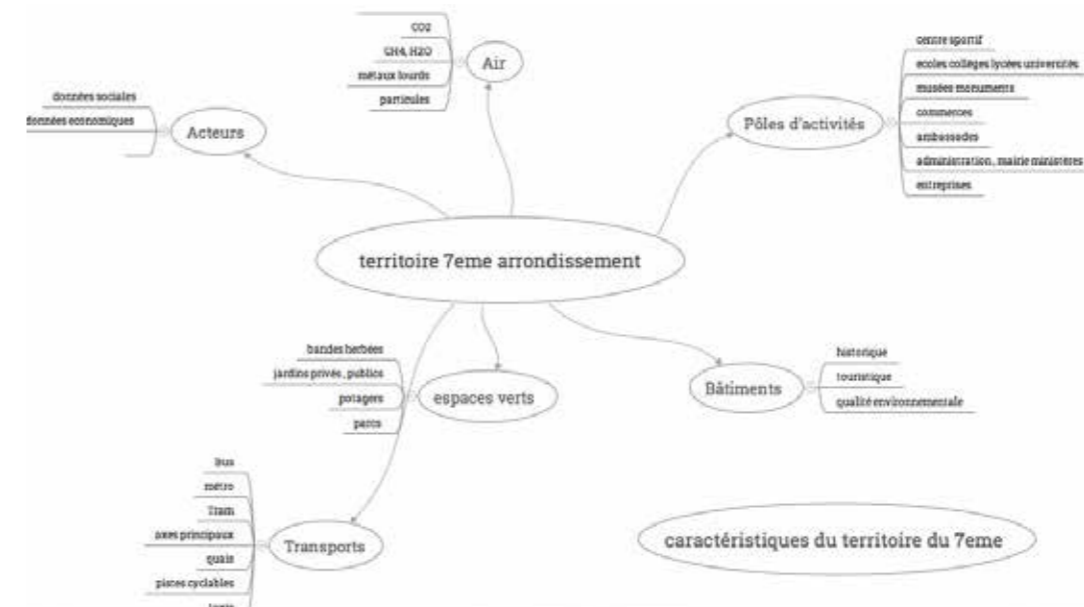 CO2
CH4, H2O
métaux lourds
particules
Air
données sociales
données economiques
Acteurs
centre sportif
ecoles collèges lycées universités
musées monuments
commerces
ambassades
administration, mairie ministères
entreprises
Pôles d'activités
territoire 7eme arrondissement
bandes herbées
jardins privés, publics
potagers
parcs
espaces verts
historique
touristique
qualité environnementale
Bâtiments
Bus
métro
Tram
axes principaux
quais
pistes cyclables
Transports
caractéristiques du territoire du 7eme